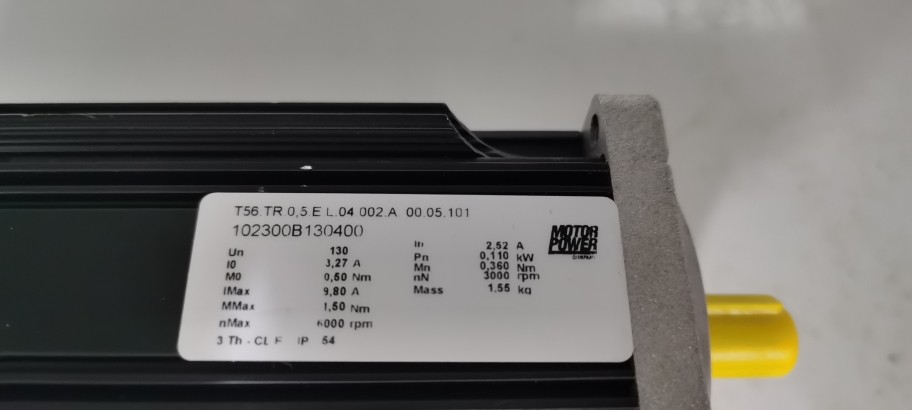 T56.TR.0,5.E L.04 002.A 00.05.101
102300B130400
Un 130
I0 3,27 A
M0 0,50 Nm
IMax 9,80 A
MMax 1,50 Nm
nMax 6000 rpm
3 Th - CL F IP 54
In 2,52 A
Pn 0,110 kW
Mn 0,360 Nm
nN 3000 rpm
Mass 1.55 kg
MOTOR
POWER